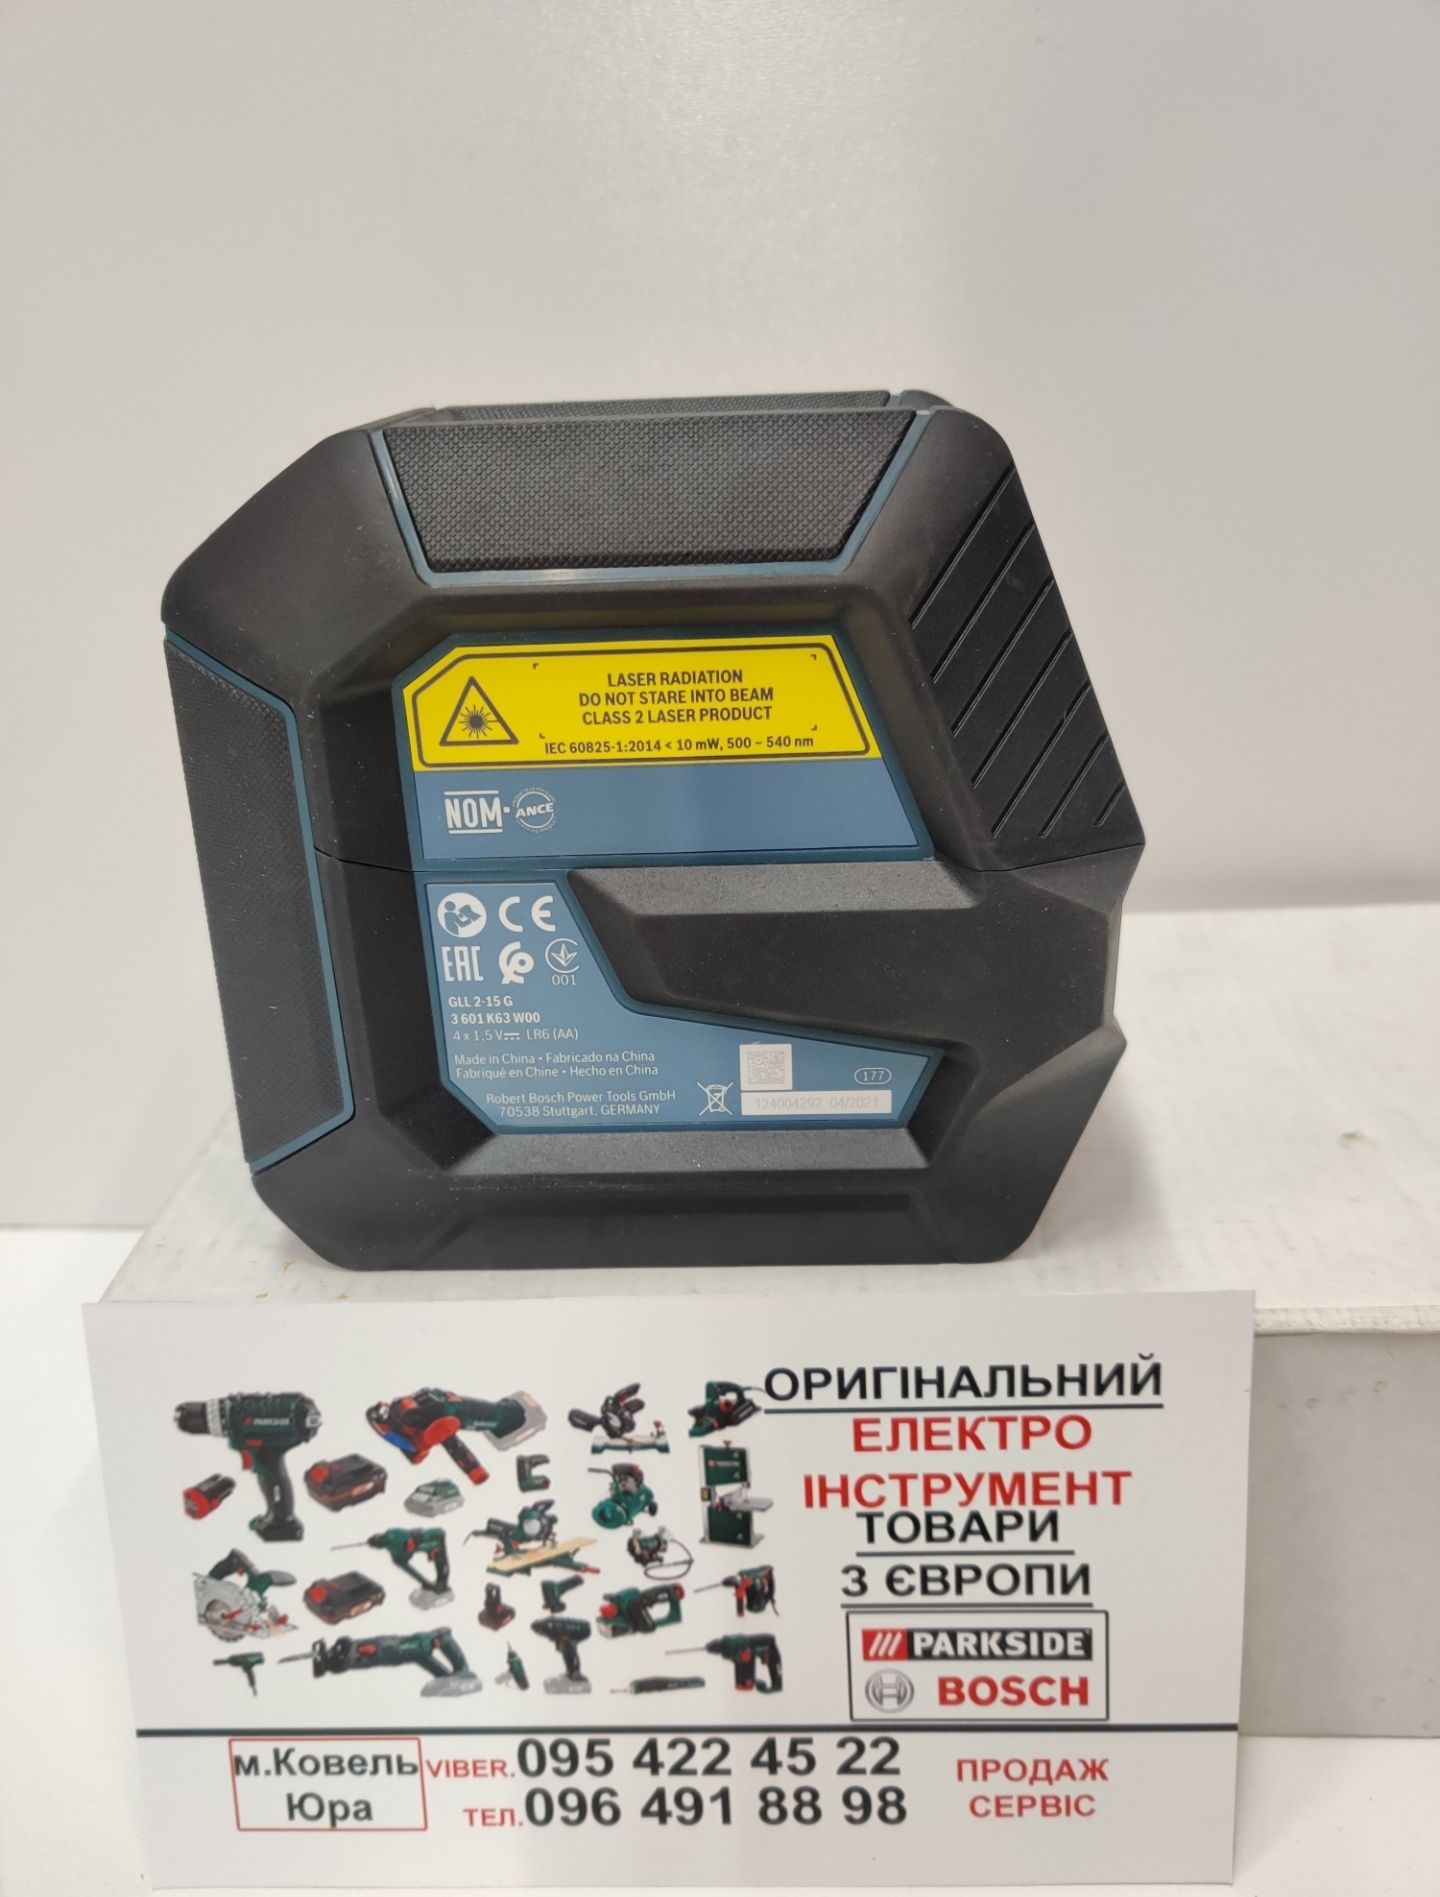 LASER RADIATION
DO NOT STARE INTO BEAM
CLASS 2 LASER PRODUCT
IEC 60825-1:2014 < 10 mW, 500 – 540 nm
NOM-ANCE
CE
EAC
001
GLL 2-15 G
3 601 K63 W00
4 x 1,5 V LR6 (AA)
Made in China • Fabricado na China
Fabriqué en Chine • Hecho en China
Robert Bosch Power Tools GmbH
70538 Stuttgart, GERMANY
177
124004292 04/2021
ОРИГІНАЛЬНИЙ
ЕЛЕКТРО
ІНСТРУМЕНТ
ТОВАРИ
З ЄВРОПИ
PARKSIDE
BOSCH
PARKSIDE
м.Ковель
Юра
VIBER.095 422 45 22
ТЕЛ.096 491 88 98
ПРОДАЖ
СЕРВІС